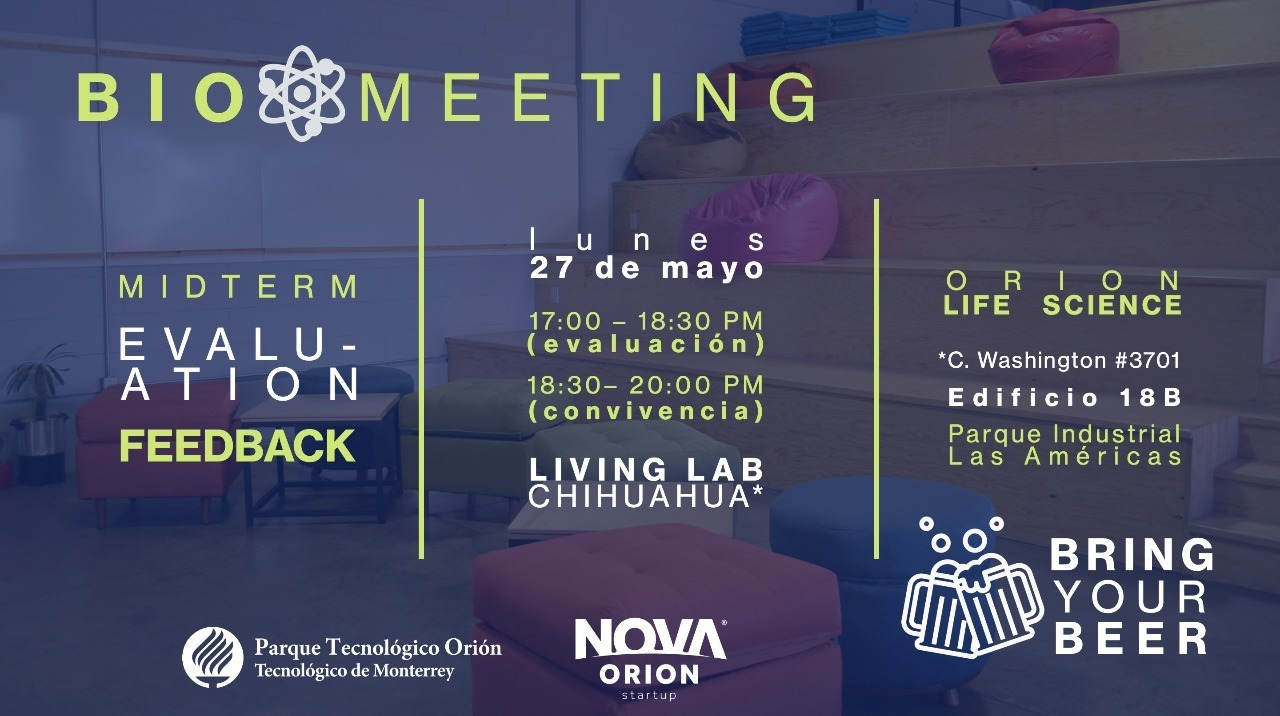 BIO MEETING
MIDTERM
EVALU-
ATION
FEEDBACK
lunes
27 de mayo
17:00 – 18:30 PM
(evaluación)
18:30– 20:00 PM
(convivencia)
LIVING LAB
CHIHUAHUA*
ORION
LIFE SCIENCE
*C. Washington #3701
Edificio 18B
Parque Industrial
Las Américas
BRING
YOUR
BEER
Parque Tecnológico Orión
Tecnológico de Monterrey
NOVA®
ORION
startup